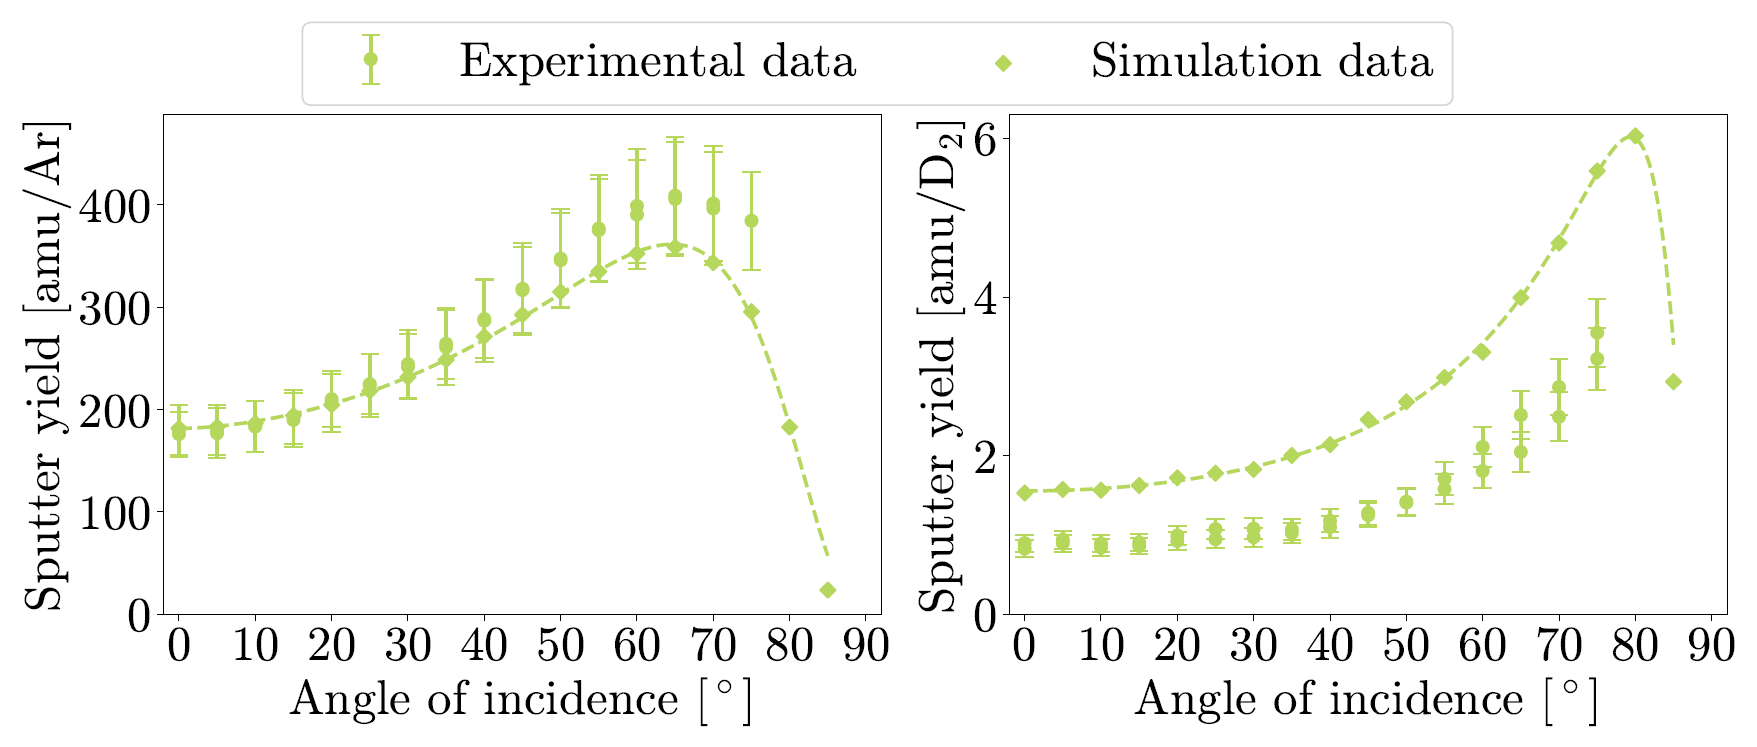 Experimental data
Simulation data
Sputter yield [amu/Ar]
400
300
200
100
0
0 10 20 30 40 50 60 70 80 90
Angle of incidence [°]
Sputter yield [amu/D₂]
6
4
2
0
0 10 20 30 40 50 60 70 80 90
Angle of incidence [°]